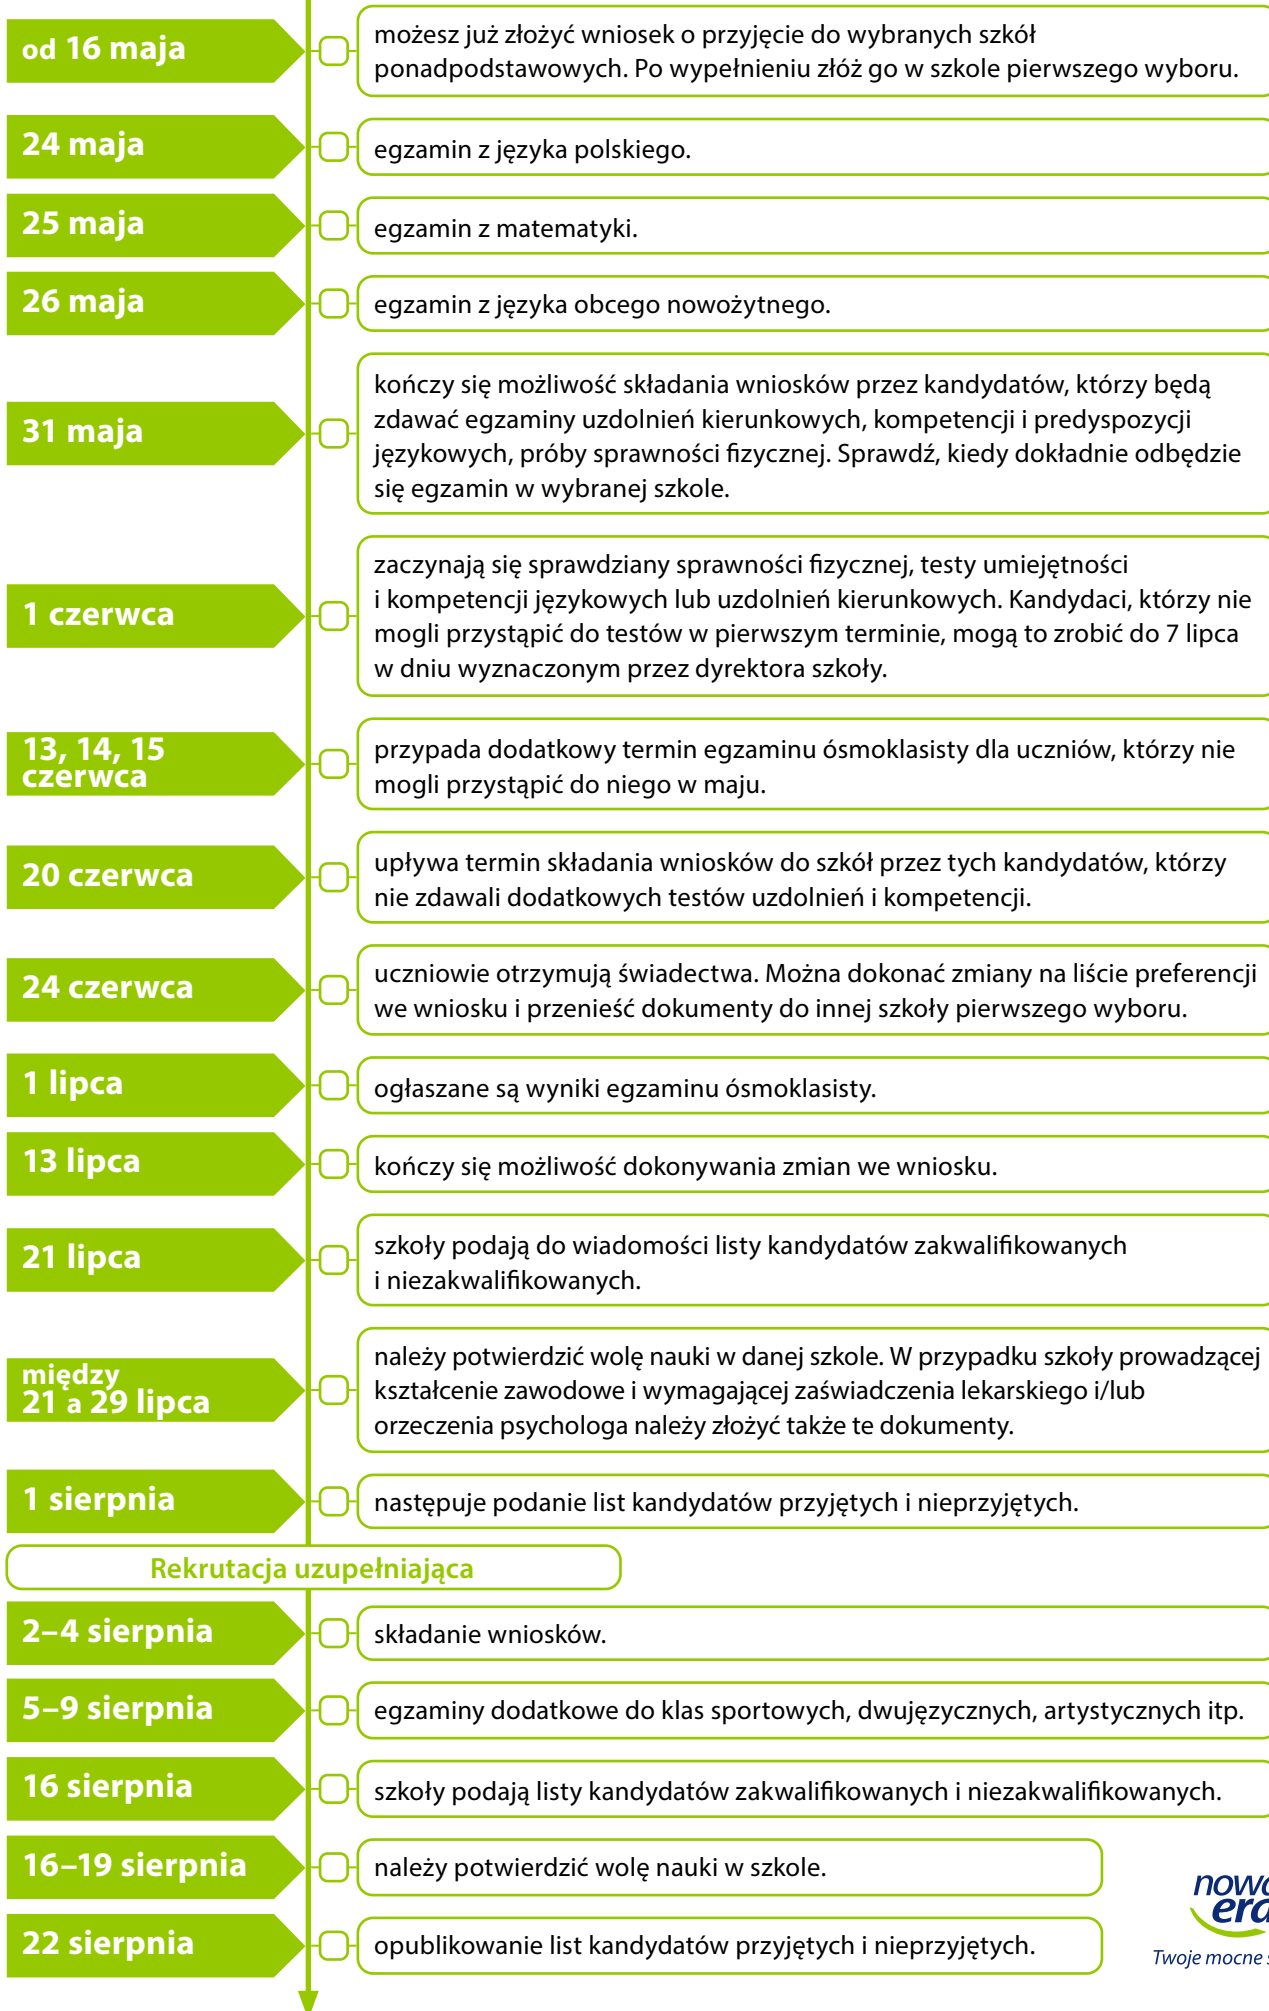 od 16 maja
możesz już złożyć wniosek o przyjęcie do wybranych szkół
ponadpodstawowych. Po wypełnieniu złóż go w szkole pierwszego wyboru.
24 maja
egzamin z języka polskiego.
25 maja
egzamin z matematyki.
26 maja
egzamin z języka obcego nowożytnego.
31 maja
kończy się możliwość składania wniosków przez kandydatów, którzy będą
zdawać egzaminy uzdolnień kierunkowych, kompetencji i predyspozycji
językowych, próby sprawności fizycznej. Sprawdź, kiedy dokładnie odbędzie
się egzamin w wybranej szkole.
1 czerwca
zaczynają się sprawdziany sprawności fizycznej, testy umiejętności
i kompetencji językowych lub uzdolnień kierunkowych. Kandydaci, którzy nie
mogli przystąpić do testów w pierwszym terminie, mogą to zrobić do 7 lipca
w dniu wyznaczonym przez dyrektora szkoły.
13, 14, 15
czerwca
przypada dodatkowy termin egzaminu ósmoklasisty dla uczniów, którzy nie
mogli przystąpić do niego w maju.
20 czerwca
upływa termin składania wniosków do szkół przez tych kandydatów, którzy
nie zdawali dodatkowych testów uzdolnień i kompetencji.
24 czerwca
uczniowie otrzymują świadectwa. Można dokonać zmiany na liście preferencji
we wniosku i przenieść dokumenty do innej szkoły pierwszego wyboru.
1 lipca
ogłaszane są wyniki egzaminu ósmoklasisty.
13 lipca
kończy się możliwość dokonywania zmian we wniosku.
21 lipca
szkoły podają do wiadomości listy kandydatów zakwalifikowanych
i niezakwalifikowanych.
między
21 a 29 lipca
należy potwierdzić wolę nauki w danej szkole. W przypadku szkoły prowadzącej
kształcenie zawodowe i wymagającej zaświadczenia lekarskiego i/lub
orzeczenia psychologa należy złożyć także te dokumenty.
1 sierpnia
następuje podanie list kandydatów przyjętych i nieprzyjętych.
Rekrutacja uzupełniająca
2–4 sierpnia
składanie wniosków.
5–9 sierpnia
egzaminy dodatkowe do klas sportowych, dwujęzycznych, artystycznych itp.
16 sierpnia
szkoły podają listy kandydatów zakwalifikowanych i niezakwalifikowanych.
16–19 sierpnia
należy potwierdzić wolę nauki w szkole.
22 sierpnia
opublikowanie list kandydatów przyjętych i nieprzyjętych.
Twoje mocne